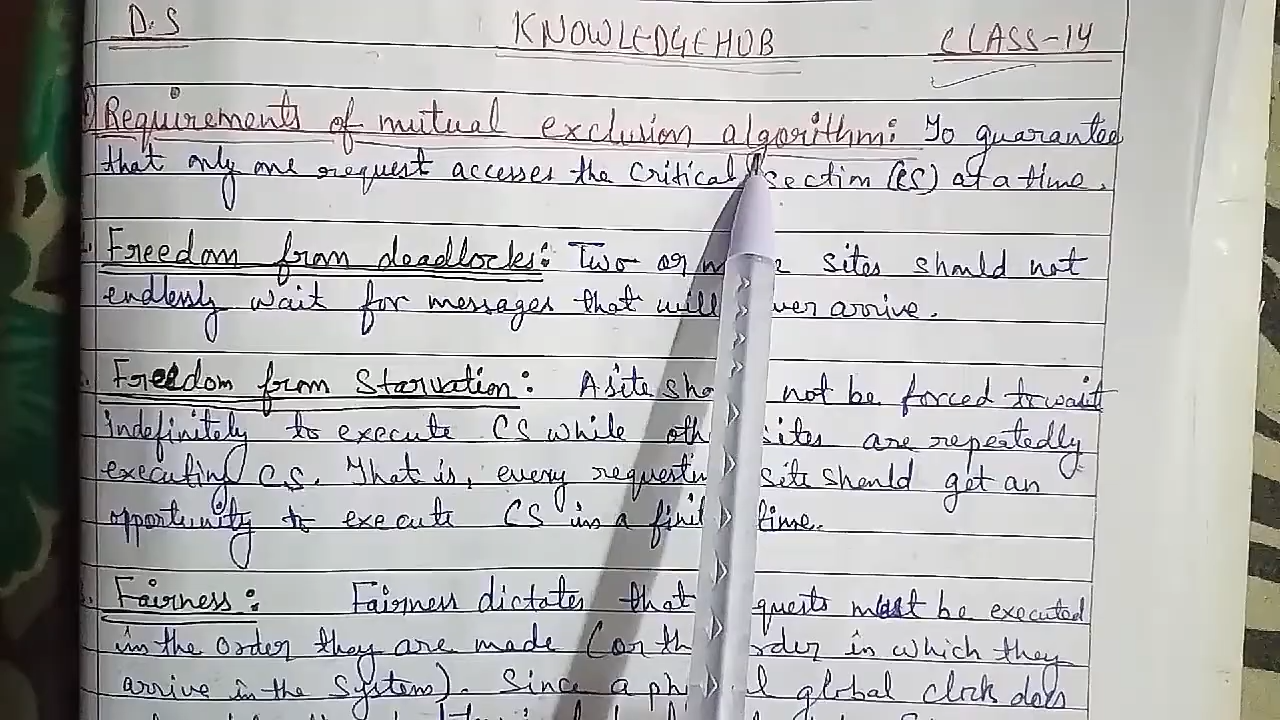 D.S KNOWLEDGEHUB CLASS-14
Requirements of mutual exclusion algorithm: To guarantee
that only one request accesses the critical section (CS) at a time.
Freedom from deadlocks: Two or sites should not
endlessly wait for messages that will arrive.
Freedom from Starvation: A site not be forced to wait
indefinitely to execute CS while sites are repeatedly
executing CS. That is, every site should get an
opportunity to execute CS in a time.
Fairness: Fairness dictates that must be executed
in the order they are made (or in which they
arrive in the System). Since a global clock does